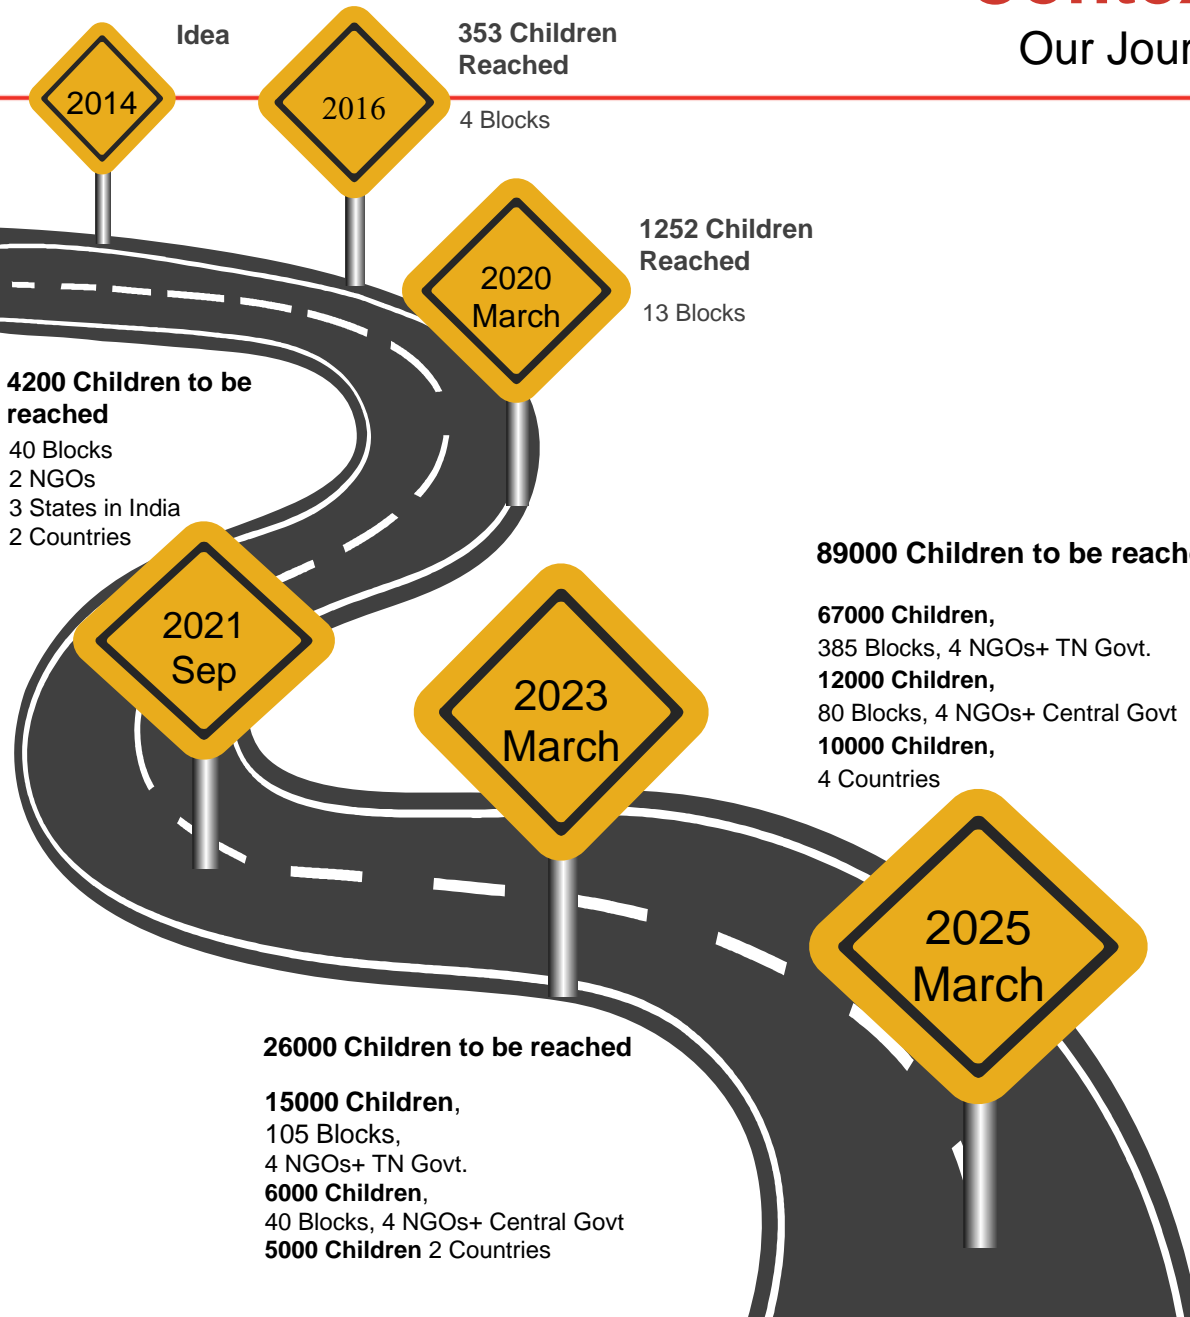 Our Jour
2014
Idea
2016
353 Children
Reached
4 Blocks
2020
March
1252 Children
Reached
13 Blocks
4200 Children to be
reached
40 Blocks
2 NGOs
3 States in India
2 Countries
2021
Sep
2023
March
89000 Children to be reach
67000 Children,
385 Blocks, 4 NGOs+ TN Govt.
12000 Children,
80 Blocks, 4 NGOs+ Central Govt
10000 Children,
4 Countries
2025
March
26000 Children to be reached
15000 Children,
105 Blocks,
4 NGOs+ TN Govt.
6000 Children,
40 Blocks, 4 NGOs+ Central Govt
5000 Children 2 Countries